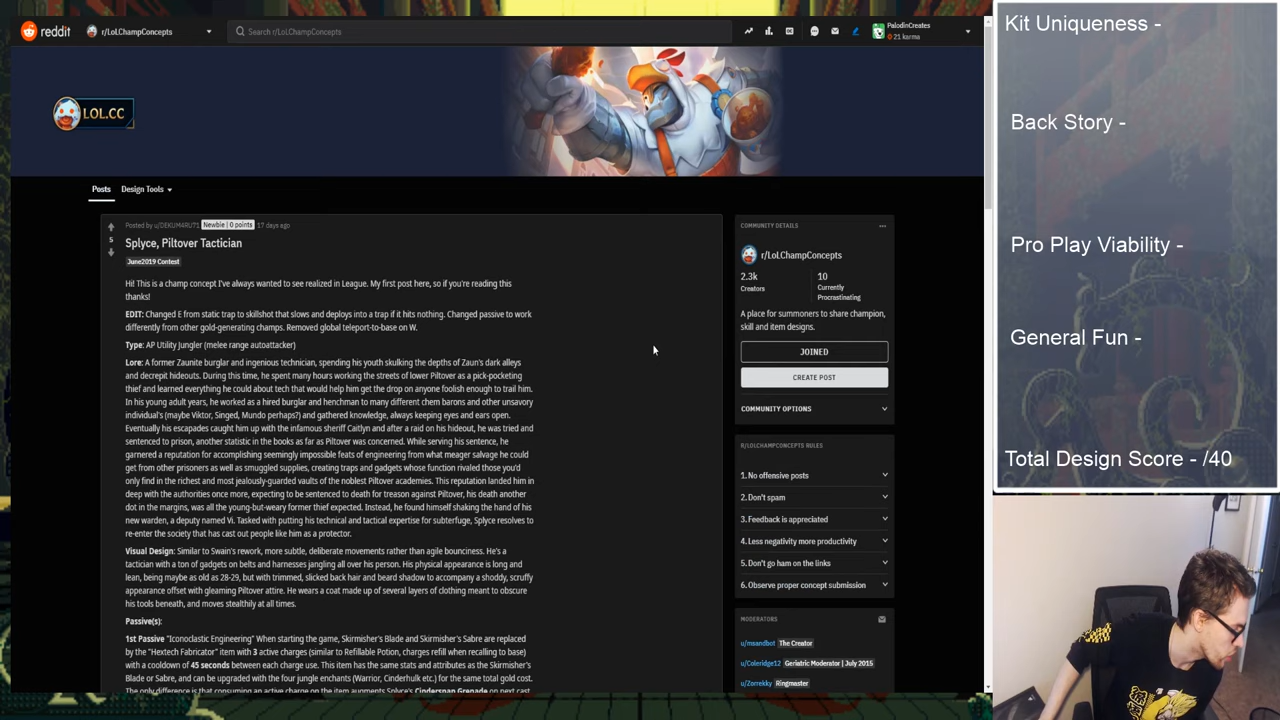 reddit
r/LoLChampConcepts
Search r/LoLChampConcepts
PalodinCreates
21 karma
LOL.CC
Posts
Design Tools
Posted by u/DEKUM4RUT1 Newbie | 0 points 17 days ago
5
Splyce, Piltover Tactician
June2019 Contest
Hi! This is a champ concept I've always wanted to see realized in League. My first post here, so if you're reading this
thanks!
EDIT: Changed E from static trap to skillshot that slows and deploys into a trap if it hits nothing. Changed passive to work
differently from other gold-generating champs. Removed global teleport-to-base on W.
Type: AP Utility Jungler (melee range autoattacker)
Lore: A former Zaunite burglar and ingenious technician, spending his youth skulking the depths of Zaun's dark alleys
and decrepit hideouts. During this time, he spent many hours working the streets of lower Piltover as a pick-pocketing
thief and learned everything he could about tech that would help him get the drop on anyone foolish enough to trail him.
In his young adult years, he worked as a hired burglar and henchman to many different chem barons and other unsavory
individual's (maybe Viktor, Singed, Mundo perhaps?) and gathered knowledge, always keeping eyes and ears open.
Eventually his escapades caught him up with the infamous sheriff Caitlyn and after a raid on his hideout, he was tried and
sentenced to prison, another statistic in the books as far as Piltover was concerned. While serving his sentence, he
garnered a reputation for accomplishing seemingly impossible feats of engineering from what meager salvage he could
get from other prisoners as well as smuggled supplies, creating traps and gadgets whose function rivaled those you'd
only find in the richest and most jealously-guarded vaults of the noblest Piltover academies. This reputation landed him in
deep with the authorities once more, expecting to be sentenced to death for treason against Piltover, his death another
dot in the margins, was all the young-but-weary former thief expected. Instead, he found himself shaking the hand of his
new warden, a deputy named Vi. Tasked with putting his technical and tactical expertise for subterfuge, Splyce resolves to
re-enter the society that has cast out people like him as a protector.
Visual Design: Similar to Swain's rework, more subtle, deliberate movements rather than agile bounciness. He's a
tactician with a ton of gadgets on belts and harnesses jangling all over his person. His physical appearance is long and
lean, being maybe as old as 28-29, but with trimmed, slicked back hair and beard shadow to accompany a shoddy, scruffy
appearance offset with gleaming Piltover attire. He wears a coat made up of several layers of clothing meant to obscure
his tools beneath, and moves stealthily at all times.
Passive(s):
1st Passive "Iconoclastic Engineering" When starting the game, Skirmisher's Blade and Skirmisher's Sabre are replaced
by the "Hextech Fabricator" item with 3 active charges (similar to Refillable Potion, charges refill when recalling to base)
with a cooldown of 45 seconds between each charge use. This item has the same stats and attributes as the Skirmisher's
Blade or Sabre, and can be upgraded with the four jungle enchants (Warrior, Cinderhulk etc.) for the same total gold cost.
The only difference is that consuming an active charge on the item augments Splyce's Cinderspan Grenade on next cast
COMMUNITY DETAILS
r/LoLChampConcepts
2.3k
Creators
10
Currently
Procrastinating
A place for summoners to share champion,
skill and item designs.
JOINED
CREATE POST
COMMUNITY OPTIONS
R/LOLCHAMPCONCEPTS RULES
1. No offensive posts
2. Don't spam
3. Feedback is appreciated
4. Less negativity more productivity
5. Don't go ham on the links
6. Observe proper concept submission
MODERATORS
u/maandbot The Creator
u/Coleridge12 Geriatric Moderator | July 2015
u/Zorrekky Ringmaster
Kit Uniqueness -
Back Story -
Pro Play Viability -
General Fun -
Total Design Score - /40